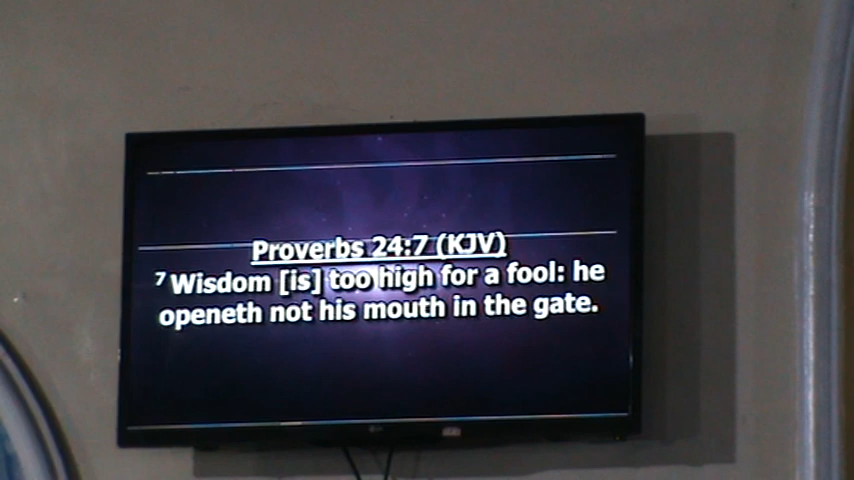 Proverbs 24:7 (KJV)
7 Wisdom [is] too high for a fool: he
openeth not his mouth in the gate.